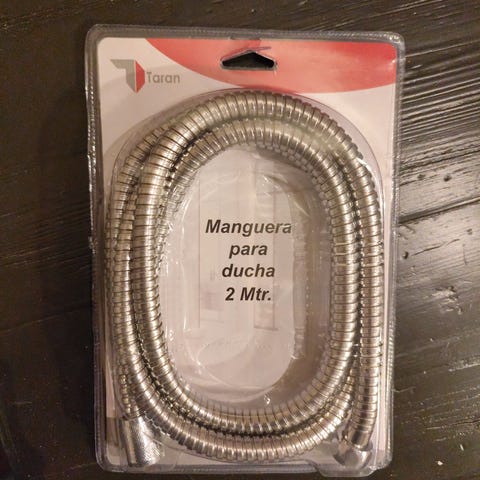 Taran
Manguera
para
ducha
2 Mtr.